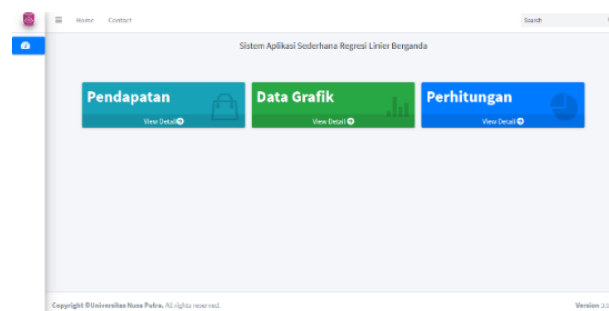 Home Contact Search
Sistem Aplikasi Sederhana Regresi Linier Berganda
Pendapatan Data Grafik Perhitungan
View Detail View Detail View Detail
Copyright ©Universitas Nusa Putra. All rights reserved. Version